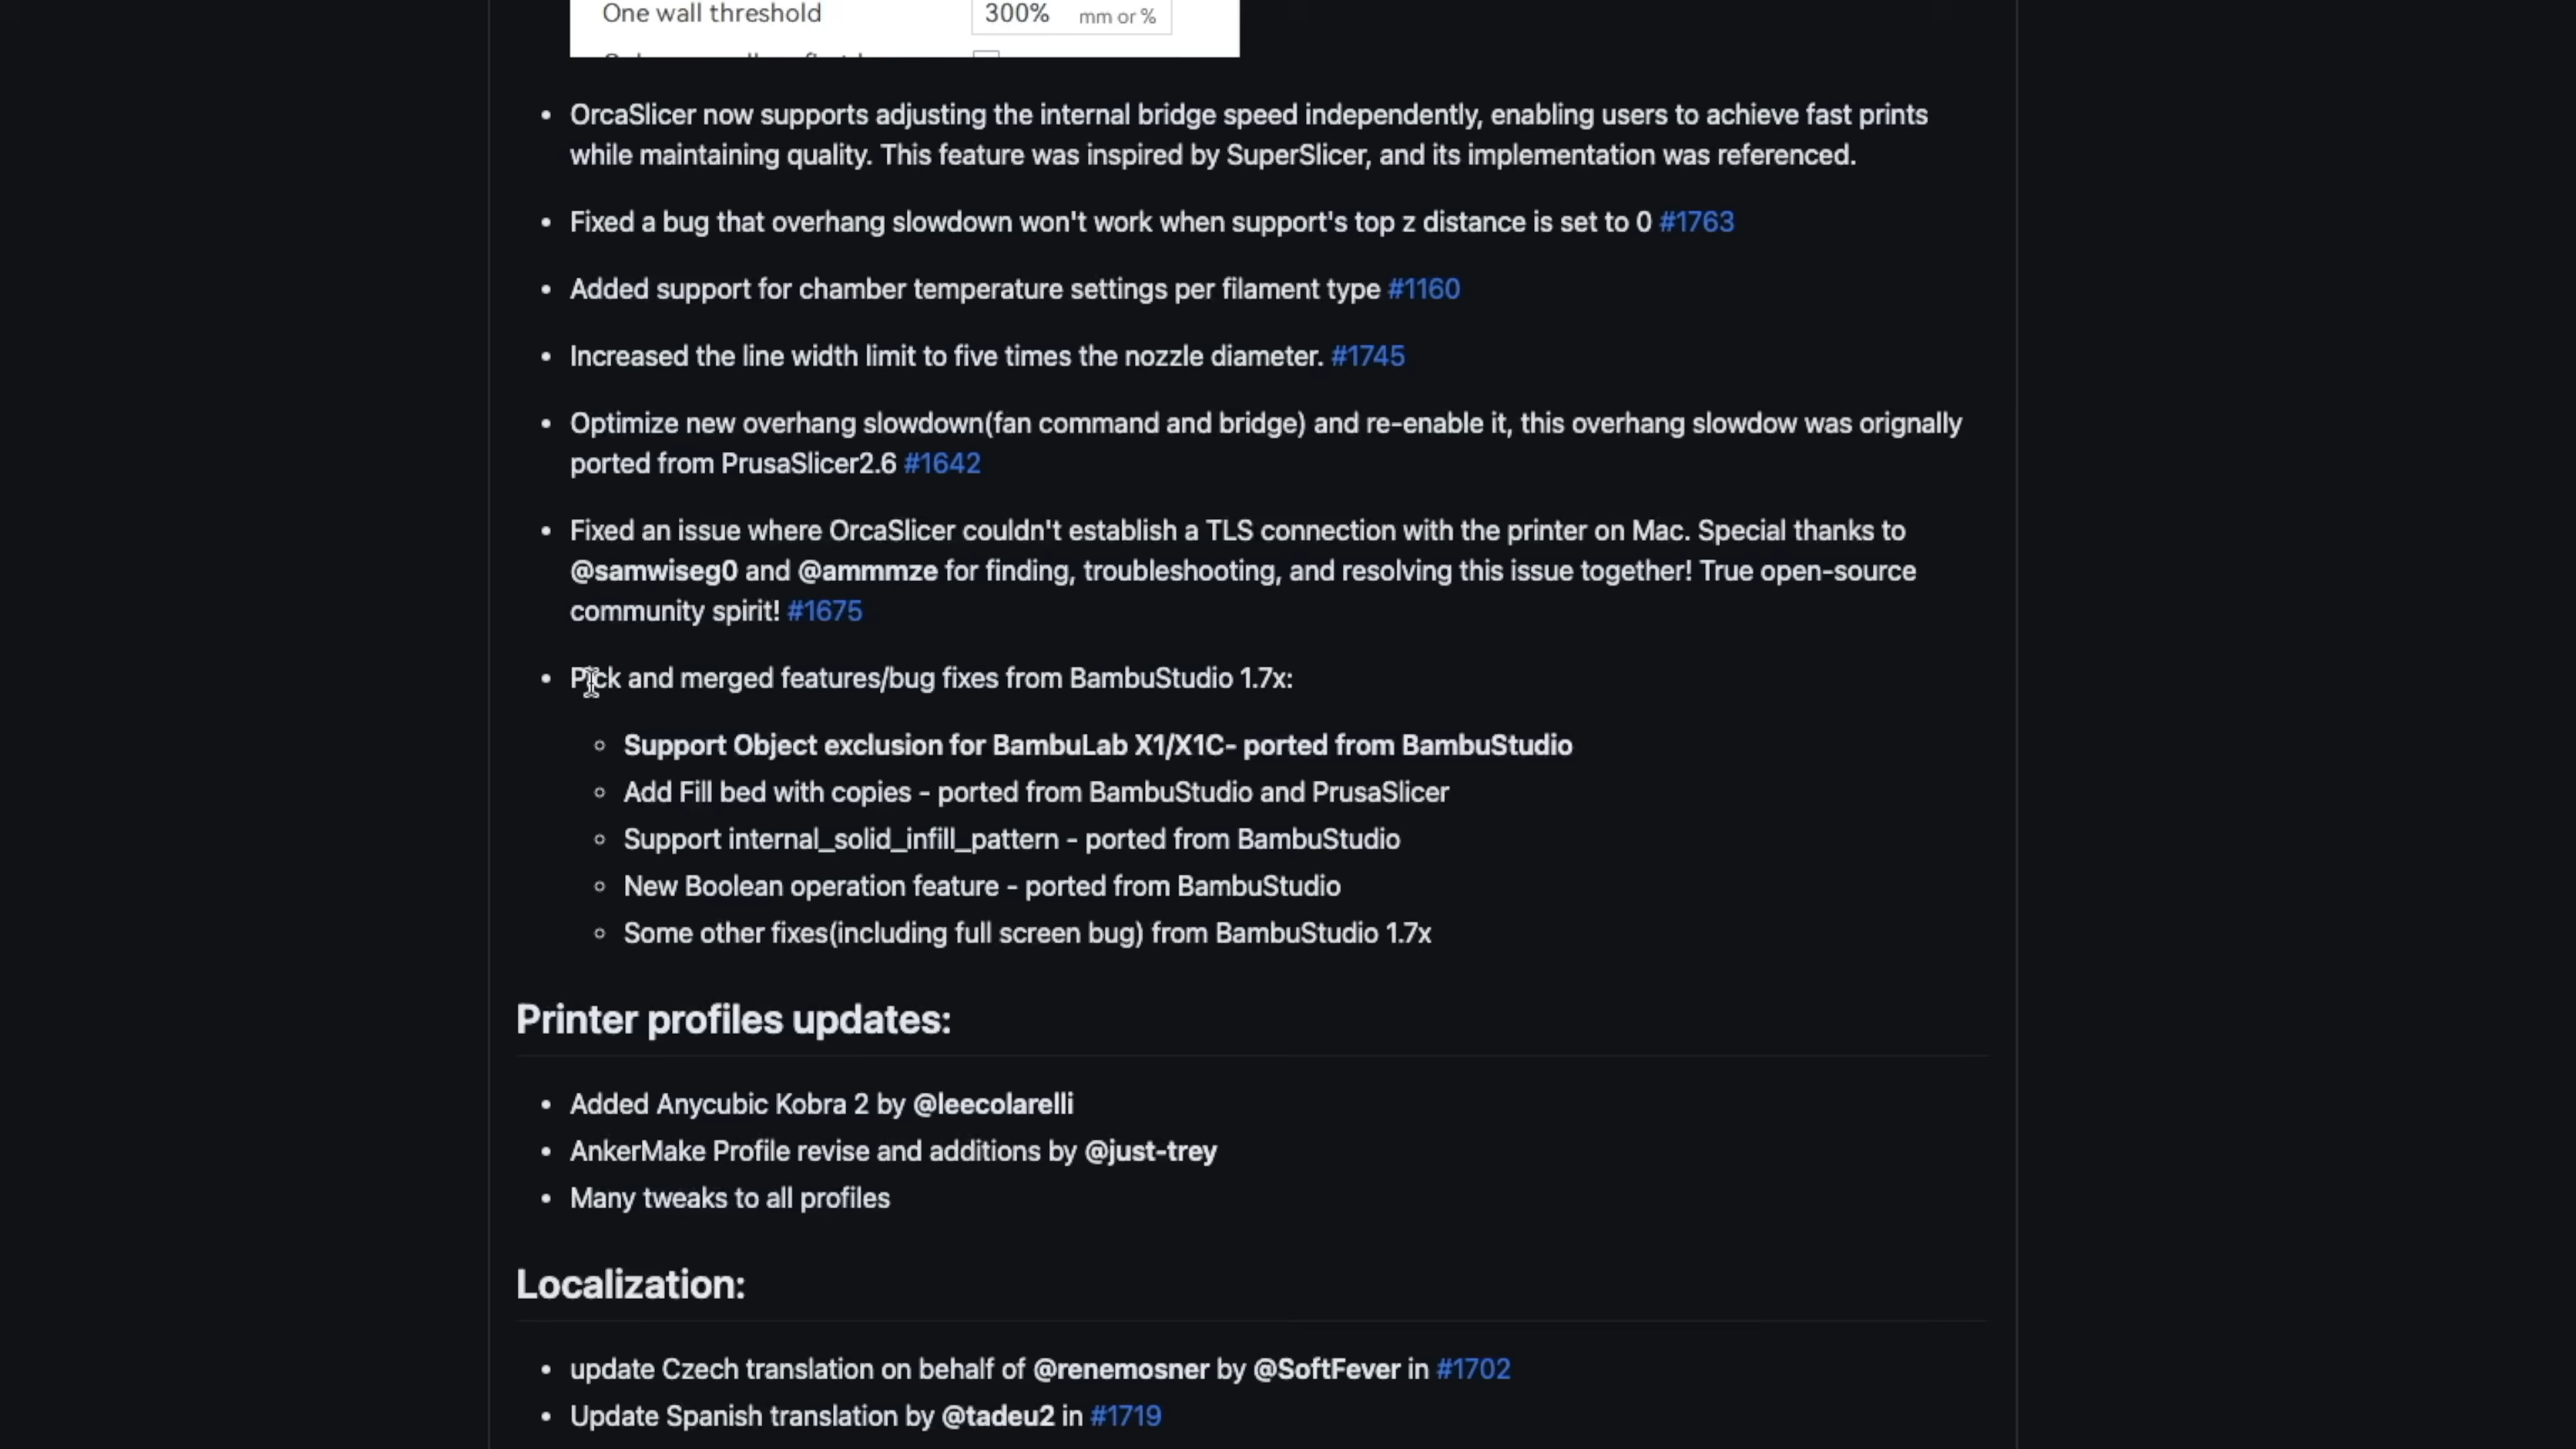 One wall threshold 300% mm or %
OrcaSlicer now supports adjusting the internal bridge speed independently, enabling users to achieve fast prints
while maintaining quality. This feature was inspired by SuperSlicer, and its implementation was referenced.
Fixed a bug that overhang slowdown won't work when support's top z distance is set to 0 #1763
Added support for chamber temperature settings per filament type #1160
Increased the line width limit to five times the nozzle diameter. #1745
Optimize new overhang slowdown(fan command and bridge) and re-enable it, this overhang slowdow was orignally
ported from PrusaSlicer2.6 #1642
Fixed an issue where OrcaSlicer couldn't establish a TLS connection with the printer on Mac. Special thanks to
@samwiseg0 and @ammmze for finding, troubleshooting, and resolving this issue together! True open-source
community spirit! #1675
Pick and merged features/bug fixes from BambuStudio 1.7x:
Support Object exclusion for BambuLab X1/X1C- ported from BambuStudio
Add Fill bed with copies - ported from BambuStudio and PrusaSlicer
Support internal_solid_infill_pattern - ported from BambuStudio
New Boolean operation feature - ported from BambuStudio
Some other fixes(including full screen bug) from BambuStudio 1.7x
Printer profiles updates:
Added Anycubic Kobra 2 by @leecolarelli
AnkerMake Profile revise and additions by @just-trey
Many tweaks to all profiles
Localization:
update Czech translation on behalf of @renemosner by @SoftFever in #1702
Update Spanish translation by @tadeu2 in #1719